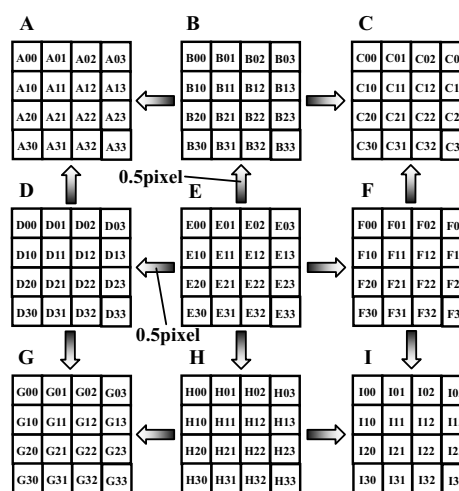 A B C
A00 A01 A02 A03 B00 B01 B02 B03 C00 C01 C02
A10 A11 A12 A13 B10 B11 B12 B13 C10 C11 C12
A20 A21 A22 A23 B20 B21 B22 B23 C20 C21 C22
A30 A31 A32 A33 B30 B31 B32 B33 C30 C31 C32
0.5pixel
D E F
D00 D01 D02 D03 E00 E01 E02 E03 F00 F01 F02
D10 D11 D12 D13 E10 E11 E12 E13 F10 F11 F12
D20 D21 D22 D23 E20 E21 E22 E23 F20 F21 F22
D30 D31 D32 D33 E30 E31 E32 E33 F30 F31 F32
0.5pixel
G H I
G00 G01 G02 G03 H00 H01 H02 H03 I00 I01 I02
G10 G11 G12 G13 H10 H11 H12 H13 I10 I11 I12
G20 G21 G22 G23 H20 H21 H22 H23 I20 I21 I22
G30 G31 G32 G33 H30 H31 H32 H33 I30 I31 I32